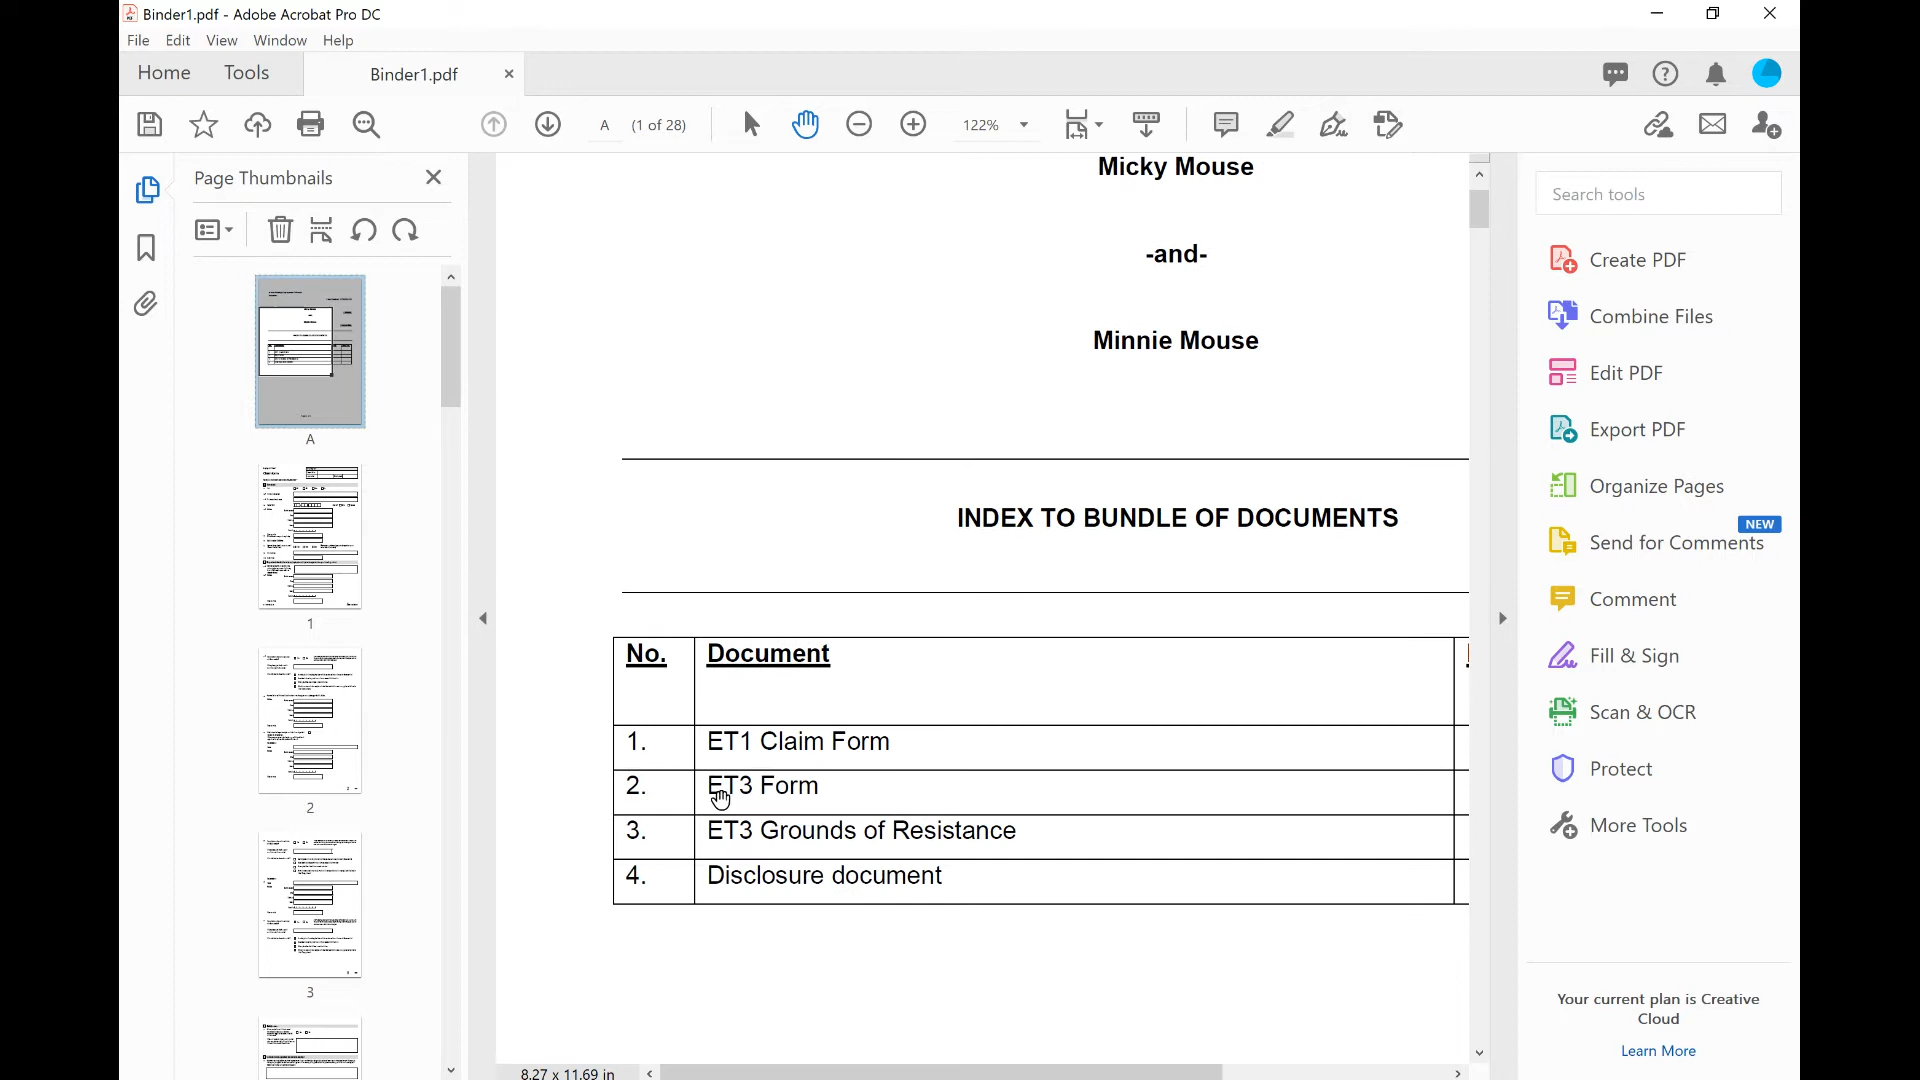 Binder1.pdf - Adobe Acrobat Pro DC
File Edit View Window Help
Home Tools Binder1.pdf
A (1 of 28) 122%
Page Thumbnails
A
1
2
3
Micky Mouse
-and-
Minnie Mouse
INDEX TO BUNDLE OF DOCUMENTS
No. Document
1. ET1 Claim Form
2. ET3 Form
3. ET3 Grounds of Resistance
4. Disclosure document
8.27 x 11.69 in
Search tools
Create PDF
Combine Files
Edit PDF
Export PDF
Organize Pages
NEW
Send for Comments
Comment
Fill & Sign
Scan & OCR
Protect
More Tools
Your current plan is Creative
Cloud
Learn More